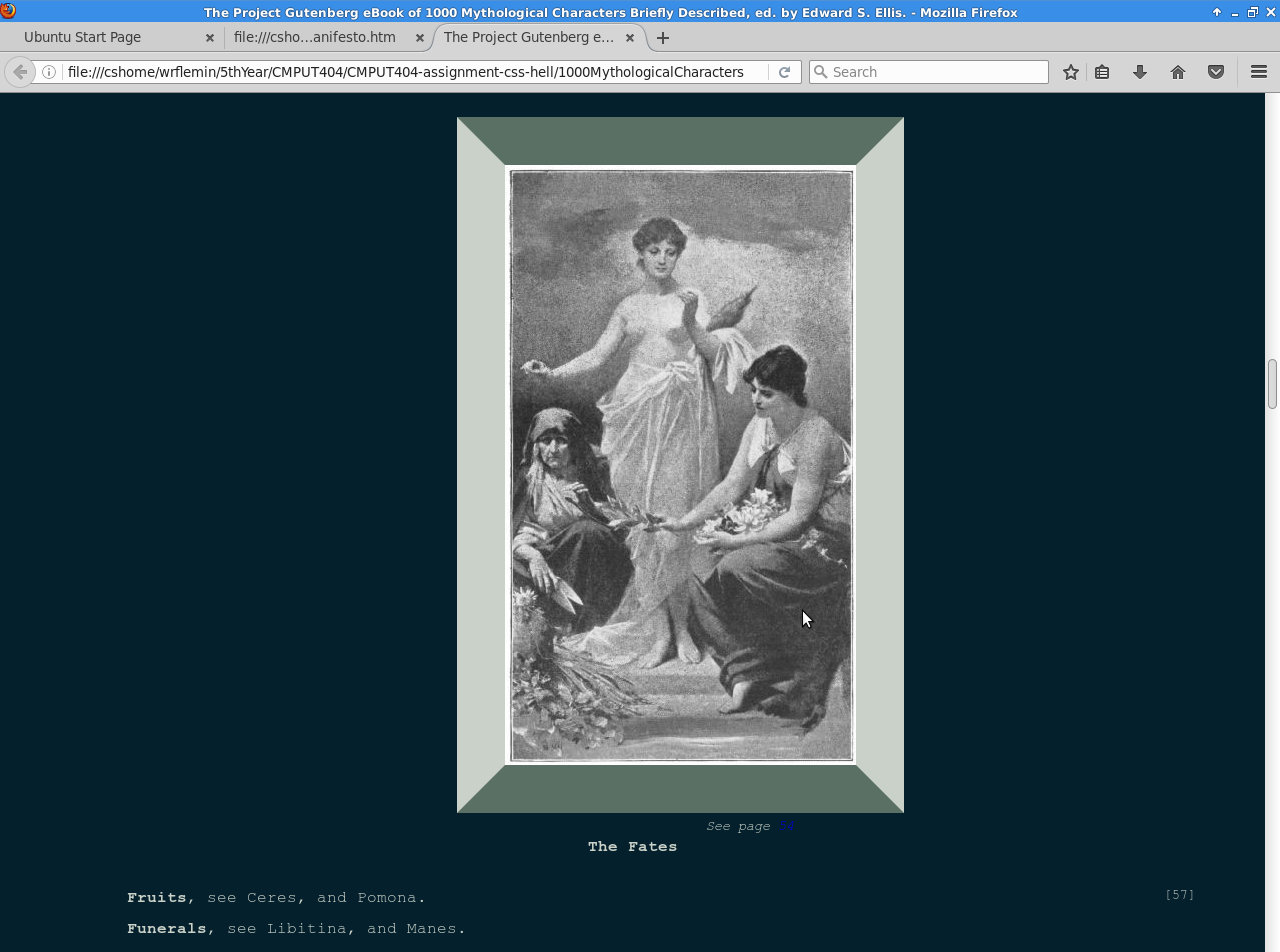 The Project Gutenberg eBook of 1000 Mythological Characters Briefly Described, ed. by Edward S. Ellis. - Mozilla Firefox
Ubuntu Start Page
file:///csho...anifesto.htm
The Project Gutenberg e...
file:///cshome/wrflemin/5thYear/CMPUT404/CMPUT404-assignment-css-hell/1000MythologicalCharacters
Search
See page
The Fates
Fruits, see Ceres, and Pomona.
[57]
Funerals, see Libitina, and Manes.